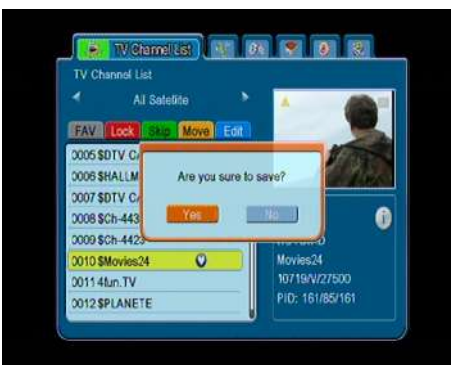 TV Channel List
TV Channel List
All Satellite
FAV Lock Skip Move Edit
0005 $DTV
0006 $HALLM
0007 $DTV
0008 $Ch-443
0009 $Ch-442
0010 $Movies24
0011 4fun.TV
0012 $PLANETE
Are you sure to save?
Yes
No
Movies24
10719/V/27500
PID: 161/85/161